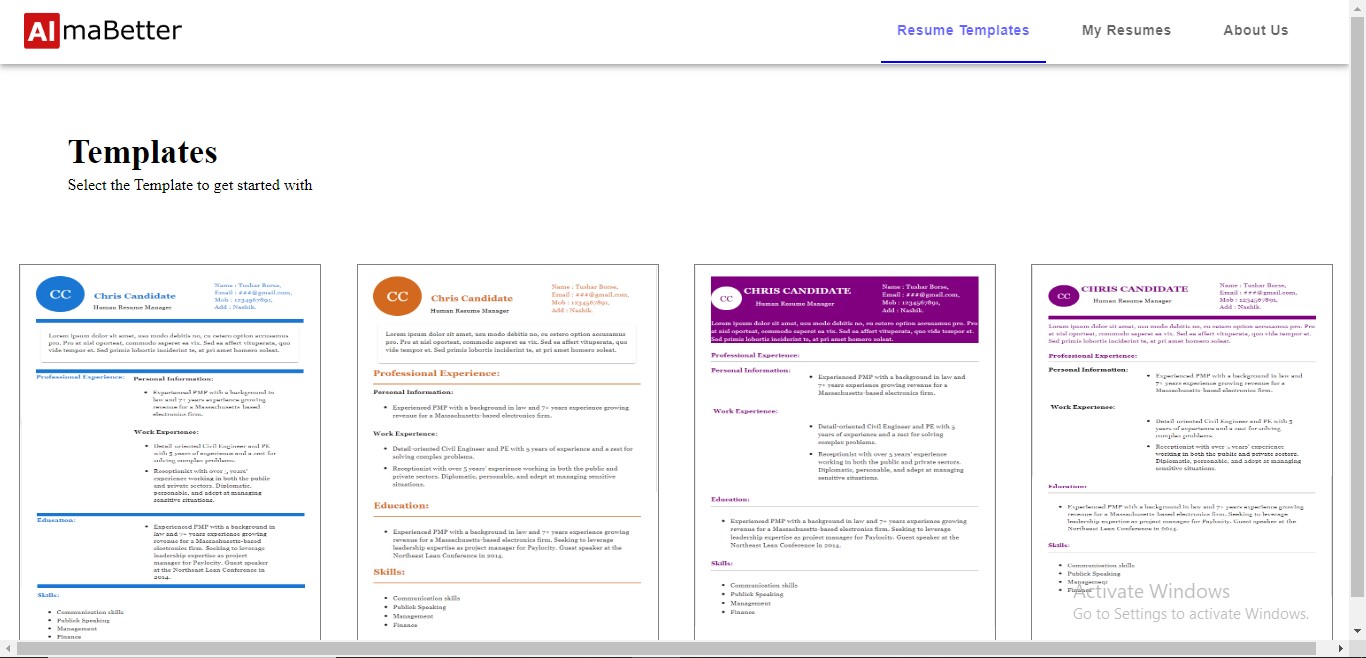 AlmaBetter
Resume Templates
My Resumes
About Us
Templates
Select the Template to get started with
CC
Chris Candidate
Human Resume Manager
Name : Tushar Borse,
Email : ###@gmail.com,
Mob : 1234567891,
Add : Nashik.
Lorem ipsum dolor sit amet, usu modo debitis no, cu cetero option accusamus
pro. Pro at nisl oporteat, commodo saperet ea vix. Sed ea affert vituperata, quo
vide tempor et. Sed primis lobortis inciderint te, at pri amet homero soleat.
Professional Experience:
Personal Information:
• Experienced PMP with a background in
law and 7+ years experience growing
revenue for a Massachusetts-based
electronics firm.
Work Experience:
• Detail-oriented Civil Engineer and PE
with 5 years of experience and a zest for
solving complex problems.
• Receptionist with over 5 years'
experience working in both the public
and private sectors. Diplomatic,
personable, and adept at managing
sensitive situations.
Education:
• Experienced PMP with a background in
law and 7+ years experience growing
revenue for a Massachusetts-based
electronics firm. Seeking to leverage
leadership expertise as project
manager for Paylocity. Guest speaker
at the Northeast Lean Conference in
2014.
Skills:
• Communication skills
• Publick Speaking
• Management
• Finance
CC
Chris Candidate
Human Resume Manager
Name : Tushar Borse,
Email : ###@gmail.com,
Mob : 1234567891,
Add : Nashik.
Lorem ipsum dolor sit amet, usu modo debitis no, cu cetero option accusamus
pro. Pro at nisl oporteat, commodo saperet ea vix. Sed ea affert vituperata, quo
vide tempor et. Sed primis lobortis inciderint te, at pri amet homero soleat.
Professional Experience:
Personal Information:
• Experienced PMP with a background in law and 7+ years experience growing
revenue for a Massachusetts-based electronics firm.
Work Experience:
• Detail-oriented Civil Engineer and PE with 5 years of experience and a zest for
solving complex problems.
• Receptionist with over 5 years' experience working in both the public and
private sectors. Diplomatic, personable, and adept at managing sensitive
situations.
Education:
• Experienced PMP with a background in law and 7+ years experience growing
revenue for a Massachusetts-based electronics firm. Seeking to leverage
leadership expertise as project manager for Paylocity. Guest speaker at the
Northeast Lean Conference in 2014.
Skills:
• Communication skills
• Publick Speaking
• Management
• Finance
CC
CHRIS CANDIDATE
Human Resume Manager
Name : Tushar Borse,
Email : ###@gmail.com,
Mob : 1234567891,
Add : Nashik.
Lorem ipsum dolor sit amet, usu modo debitis no, cu cetero option accusamus pro. Pro
at nisl oporteat, commodo saperet ea vix. Sed ea affert vituperata, quo vide tempor et.
Sed primis lobortis inciderint te, at pri amet homero soleat.
Professional Experience:
Personal Information:
• Experienced PMP with a background in law and
7+ years experience growing revenue for a
Massachusetts-based electronics firm.
Work Experience:
• Detail-oriented Civil Engineer and PE with 5
years of experience and a zest for solving
complex problems.
• Receptionist with over 5 years' experience
working in both the public and private sectors.
Diplomatic, personable, and adept at managing
sensitive situations.
Education:
• Experienced PMP with a background in law and 7+ years experience growing
revenue for a Massachusetts-based electronics firm. Seeking to leverage
leadership expertise as project manager for Paylocity. Guest speaker at the
Northeast Lean Conference in 2014.
Skills:
• Communication skills
• Publick Speaking
• Management
• Finance
CC
CHRIS CANDIDATE
Human Resume Manager
Name : Tushar Borse,
Email : ###@gmail.com,
Mob : 1234567891,
Add : Nashik.
Lorem ipsum dolor sit amet, usu modo debitis no, cu cetero option accusamus pro. Pro
at nisl oporteat, commodo saperet ea vix. Sed ea affert vituperata, quo vide tempor et.
Sed primis lobortis inciderint te, at pri amet homero soleat.
Professional Experience:
Personal Information:
• Experienced PMP with a background in law and
7+ years experience growing revenue for a
Massachusetts-based electronics firm.
Work Experience:
• Detail-oriented Civil Engineer and PE with 5
years of experience and a zest for solving
complex problems.
• Receptionist with over 5 years' experience
working in both the public and private sectors.
Diplomatic, personable, and adept at managing
sensitive situations.
Education:
• Experienced PMP with a background in law and 7+ years experience growing
revenue for a Massachusetts-based electronics firm. Seeking to leverage
leadership expertise as project manager for Paylocity. Guest speaker at the
Northeast Lean Conference in 2014.
Skills:
• Communication skills
• Publick Speaking
• Management
• Finance
Activate Windows
Go to Settings to activate Windows.